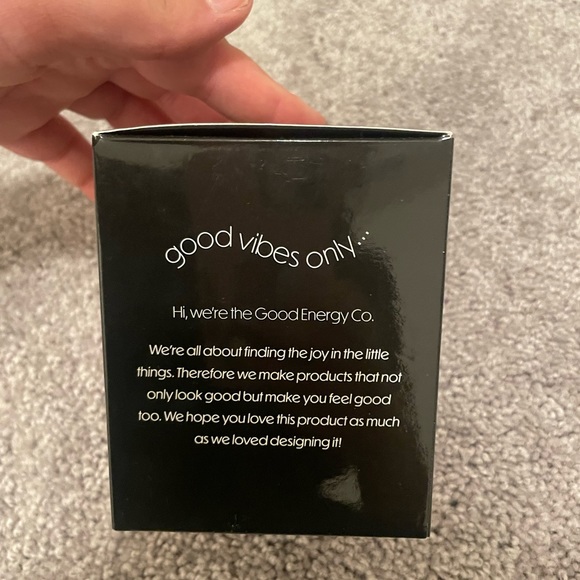 good vibes only...
Hi, we're the Good Energy Co.
We're all about finding the joy in the little
things. Therefore we make products that not
only look good but make you feel good
too. We hope you love this product as much
as we loved designing it!